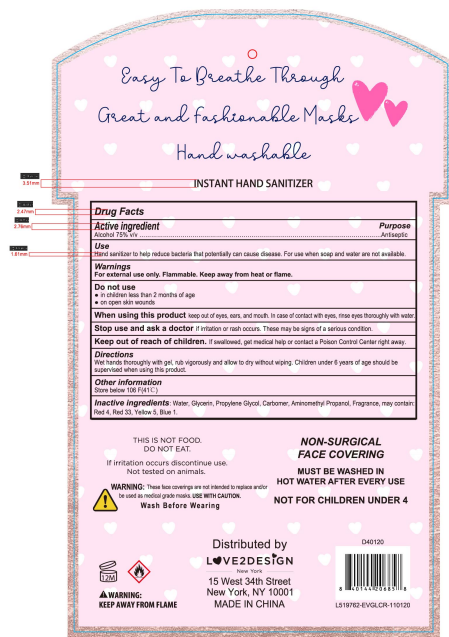 Easy To Breathe Through
Great and Fashionable Masks
Hand washable
3.51mm
INSTANT HAND SANITIZER
2.47mm
Drug Facts
2.76mm
Active ingredient Purpose
Alcohol 75% v/v Antiseptic
Use
1.61mm
Hand sanitizer to help reduce bacteria that potentially can cause disease. For use when soap and water are not available.
Warnings
For external use only. Flammable. Keep away from heat or flame.
Do not use
● in children less than 2 months of age
● on open skin wounds
When using this product keep out of eyes, ears, and mouth. In case of contact with eyes, rinse eyes thoroughly with water.
Stop use and ask a doctor if irritation or rash occurs. These may be signs of a serious condition.
Keep out of reach of children. If swallowed, get medical help or contact a Poison Control Center right away.
Directions
Wet hands thoroughly with gel, rub vigorously and allow to dry without wiping. Children under 6 years of age should be
supervised when using this product.
Other information
Store below 106 F(41℃)
Inactive ingredients: Water, Glycerin, Propylene Glycol, Carbomer, Aminomethyl Propanol, Fragrance, may contain:
Red 4, Red 33, Yellow 5, Blue 1.
THIS IS NOT FOOD.
DO NOT EAT.
If irritation occurs discontinue use.
Not tested on animals.
WARNING: These face coverings are not intended to replace and/or
be used as medical grade masks. USE WITH CAUTION.
Wash Before Wearing
NON-SURGICAL
FACE COVERING
MUST BE WASHED IN
HOT WATER AFTER EVERY USE
NOT FOR CHILDREN UNDER 4
12M
WARNING:
KEEP AWAY FROM FLAME
Distributed by
LOVE2DESIGN
New York
15 West 34th Street
New York, NY 10001
MADE IN CHINA
D40120
8 40144 20685 8
L519762-EVGLCR-110120